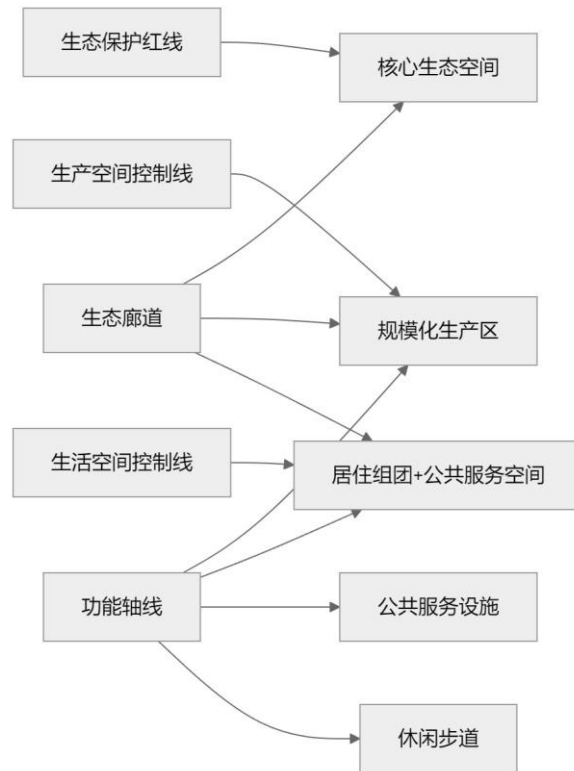 生态保护红线
核心生态空间
生产空间控制线
生态廊道
规模化生产区
生活空间控制线
居住组团+公共服务空间
功能轴线
公共服务设施
休闲步道